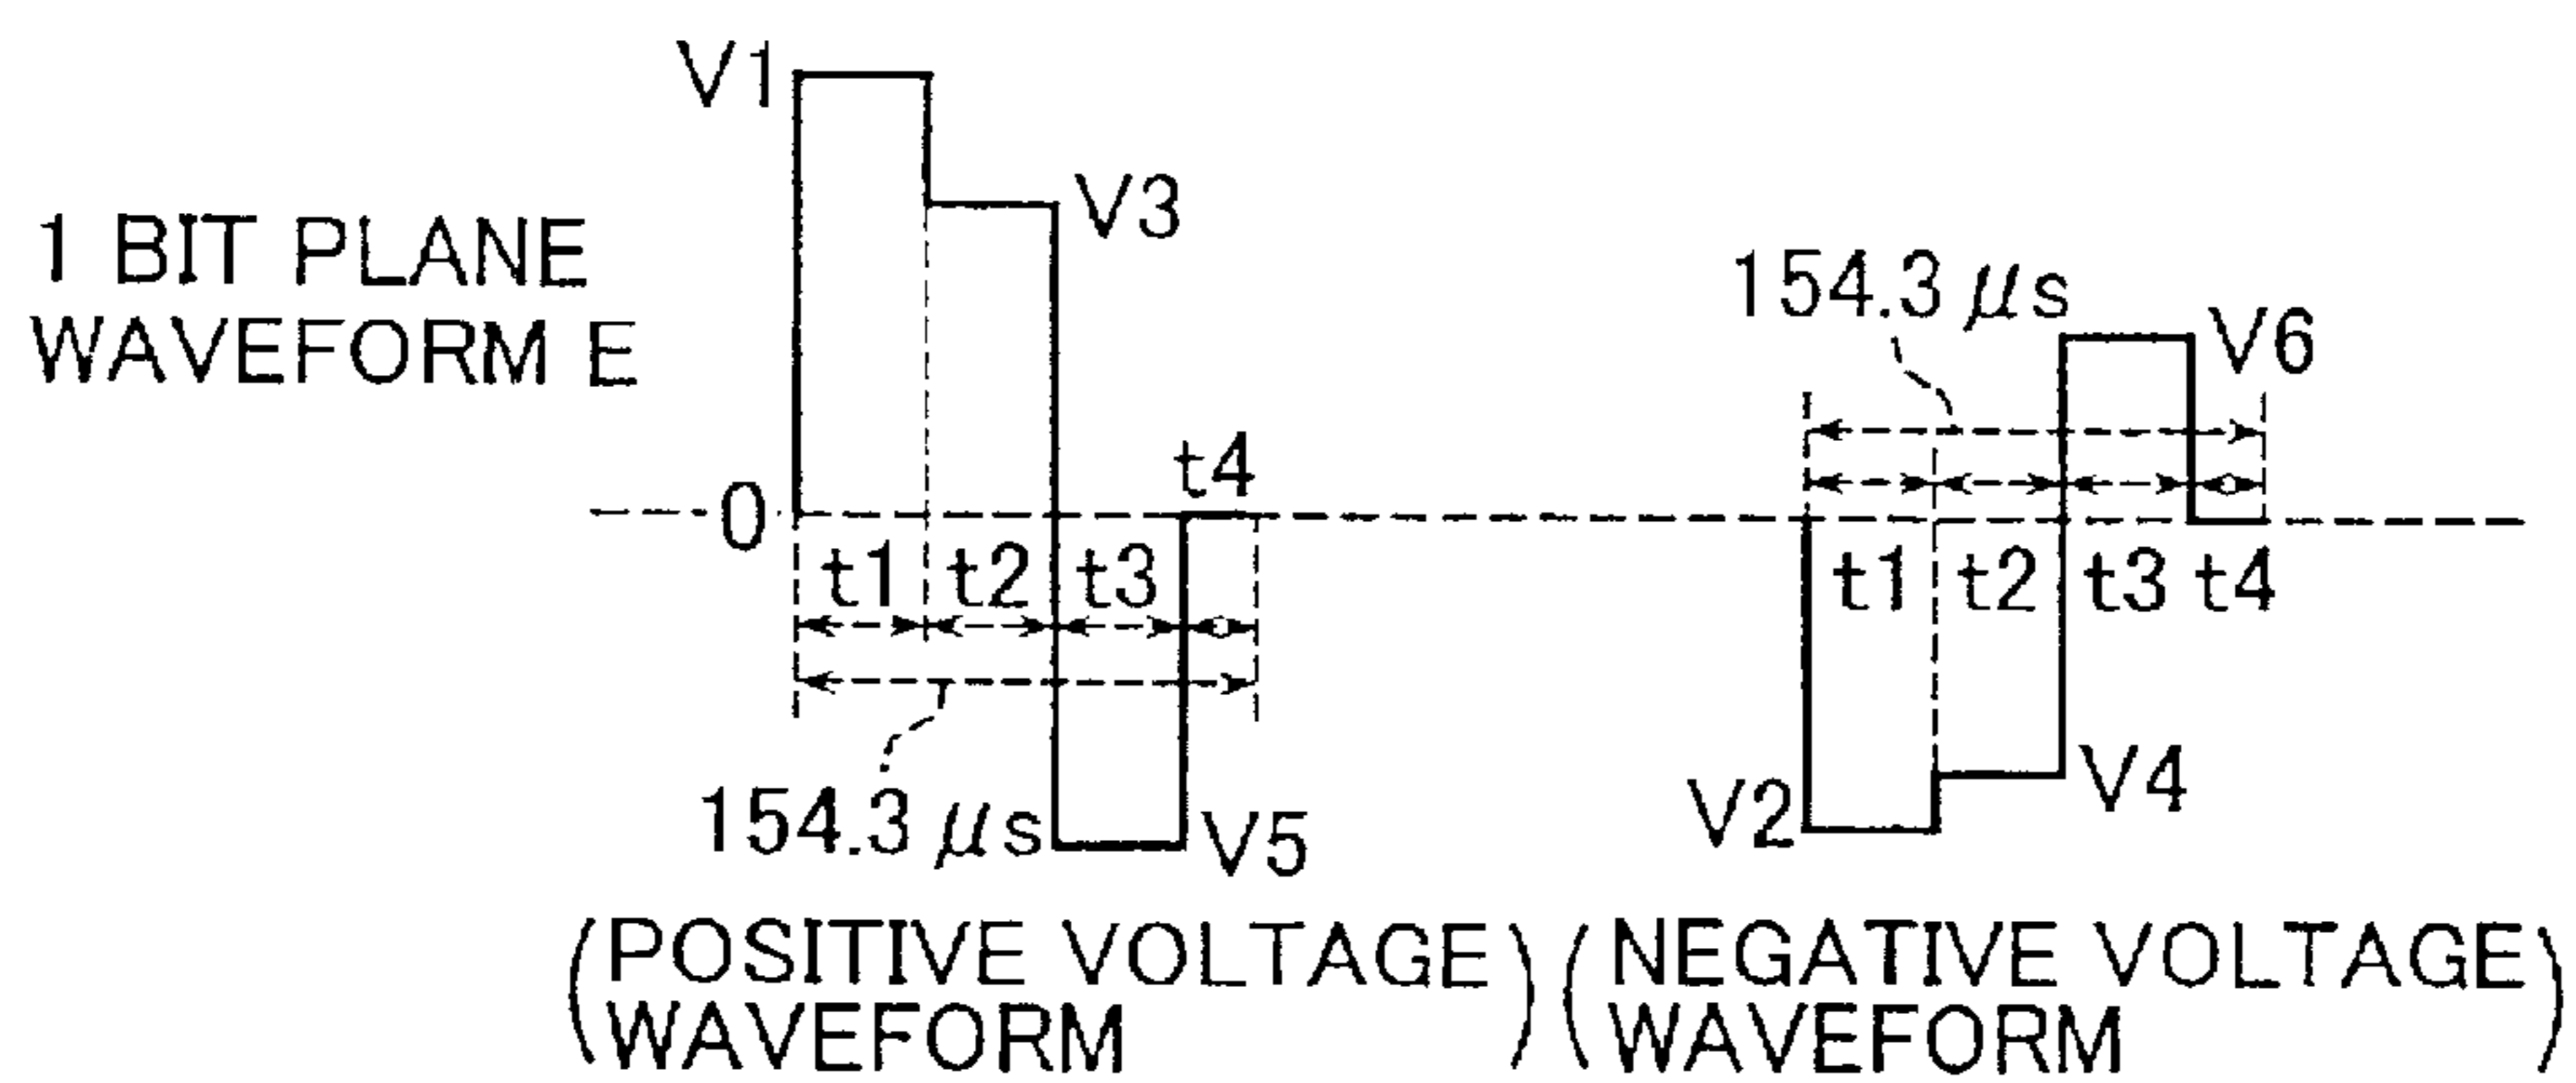 V1
V3
1 BIT PLANE
WAVEFORM E
154.3 μs
V6
t4
0
t1 t2 t3
t1 t2 t3 t4
V2
V4
154.3 μs
V5
(POSITIVE VOLTAGE
WAVEFORM)
(NEGATIVE VOLTAGE
WAVEFORM)